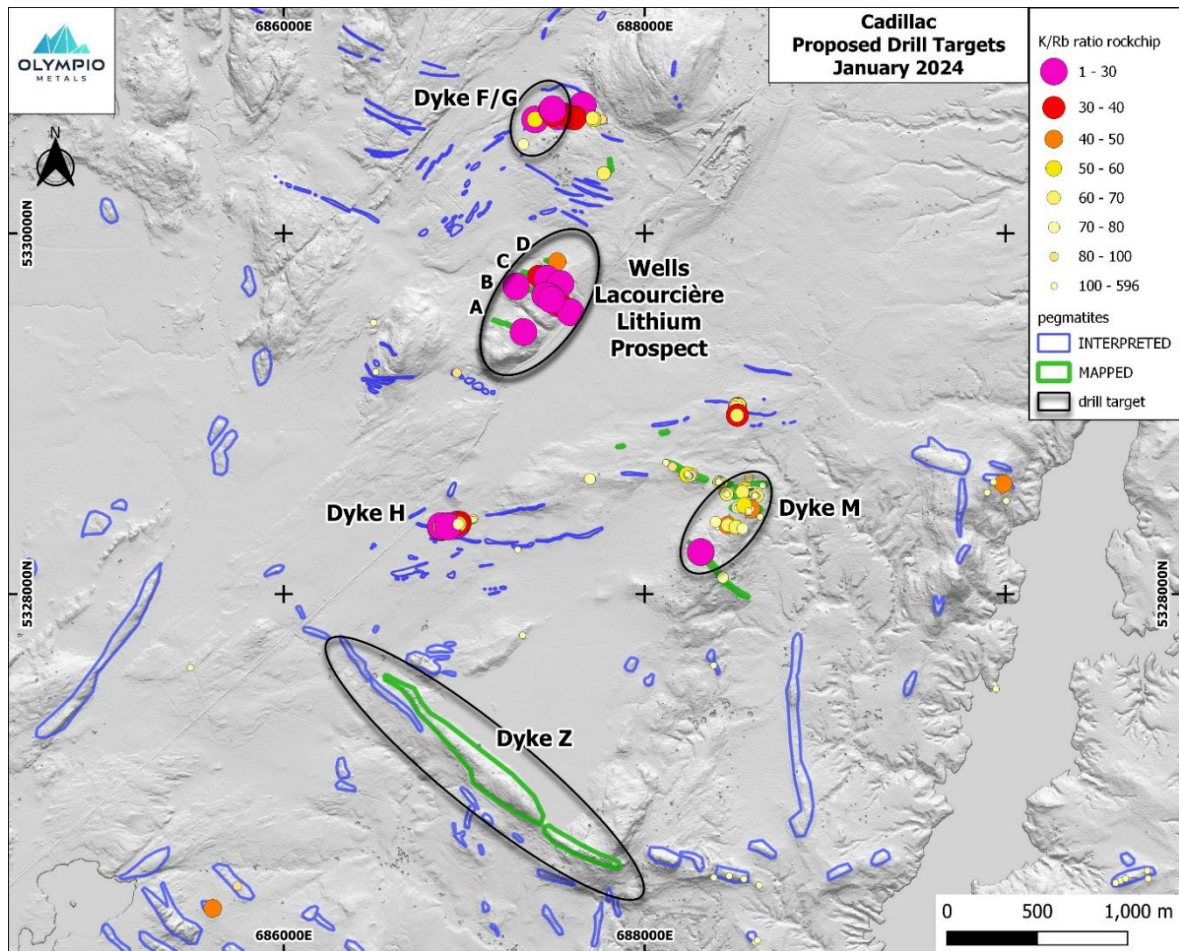 OLYMPIO
METALS
686000E
688000E
Cadillac
Proposed Drill Targets
January 2024
K/Rb ratio rockchip
1 - 30
30 - 40
40 - 50
50 - 60
60 - 70
70 - 80
80 - 100
100 - 596
pegmatites
INTERPRETED
MAPPED
drill target
N
Dyke F/G
5330000N
D
C
B
A
Wells
Lacourcière
Lithium
Prospect
Dyke H
Dyke M
5328000N
5328000N
Dyke Z
0 500 1,000 m
686000E
688000E